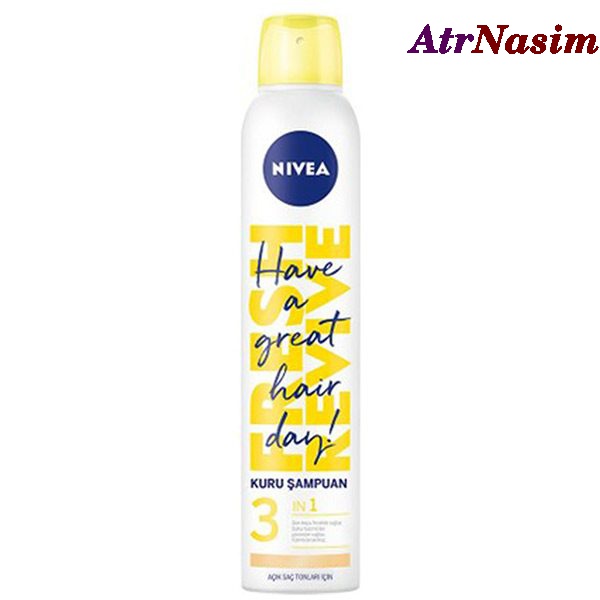 AtrNasim
NIVEA
FRESH
REVIVE
Have
a
great
hair
day!
KURU ŞAMPUAN
3
IN 1
AÇIK SAÇ TONLARI İÇİN